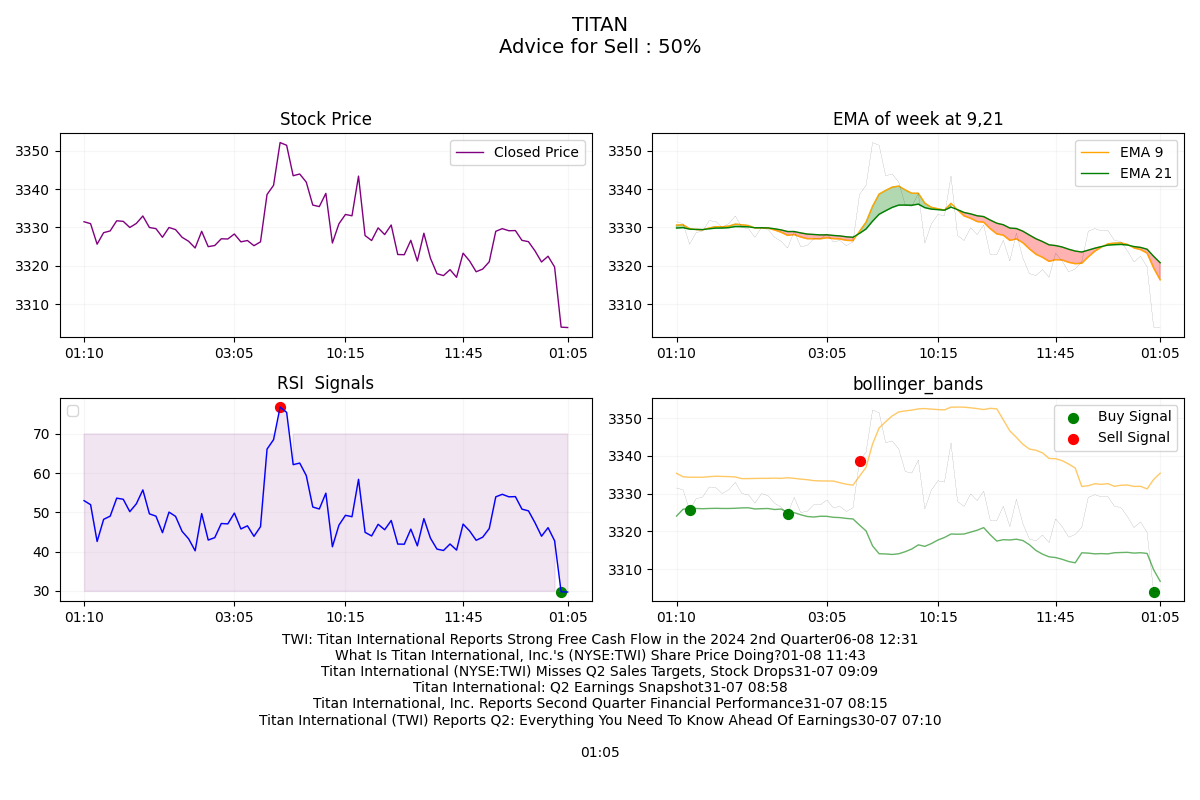 TITAN
Advice for Sell : 50%
Stock Price
3350
3340
3330
3320
3310
Closed Price
01:10
03:05
10:15
11:45
01:05
EMA of week at 9,21
3350
3340
3330
3320
3310
EMA 9
EMA 21
01:10
03:05
10:15
11:45
01:05
RSI  Signals
70
60
50
40
30
01:10
03:05
10:15
11:45
01:05
bollinger_bands
3350
3340
3330
3320
3310
Buy Signal
Sell Signal
01:10
03:05
10:15
11:45
01:05
TWI: Titan International Reports Strong Free Cash Flow in the 2024 2nd Quarter06-08 12:31
What Is Titan International, Inc.'s (NYSE:TWI) Share Price Doing?01-08 11:43
Titan International (NYSE:TWI) Misses Q2 Sales Targets, Stock Drops31-07 09:09
Titan International: Q2 Earnings Snapshot31-07 08:58
Titan International, Inc. Reports Second Quarter Financial Performance31-07 08:15
Titan International (TWI) Reports Q2: Everything You Need To Know Ahead Of Earnings30-07 07:10
01:05